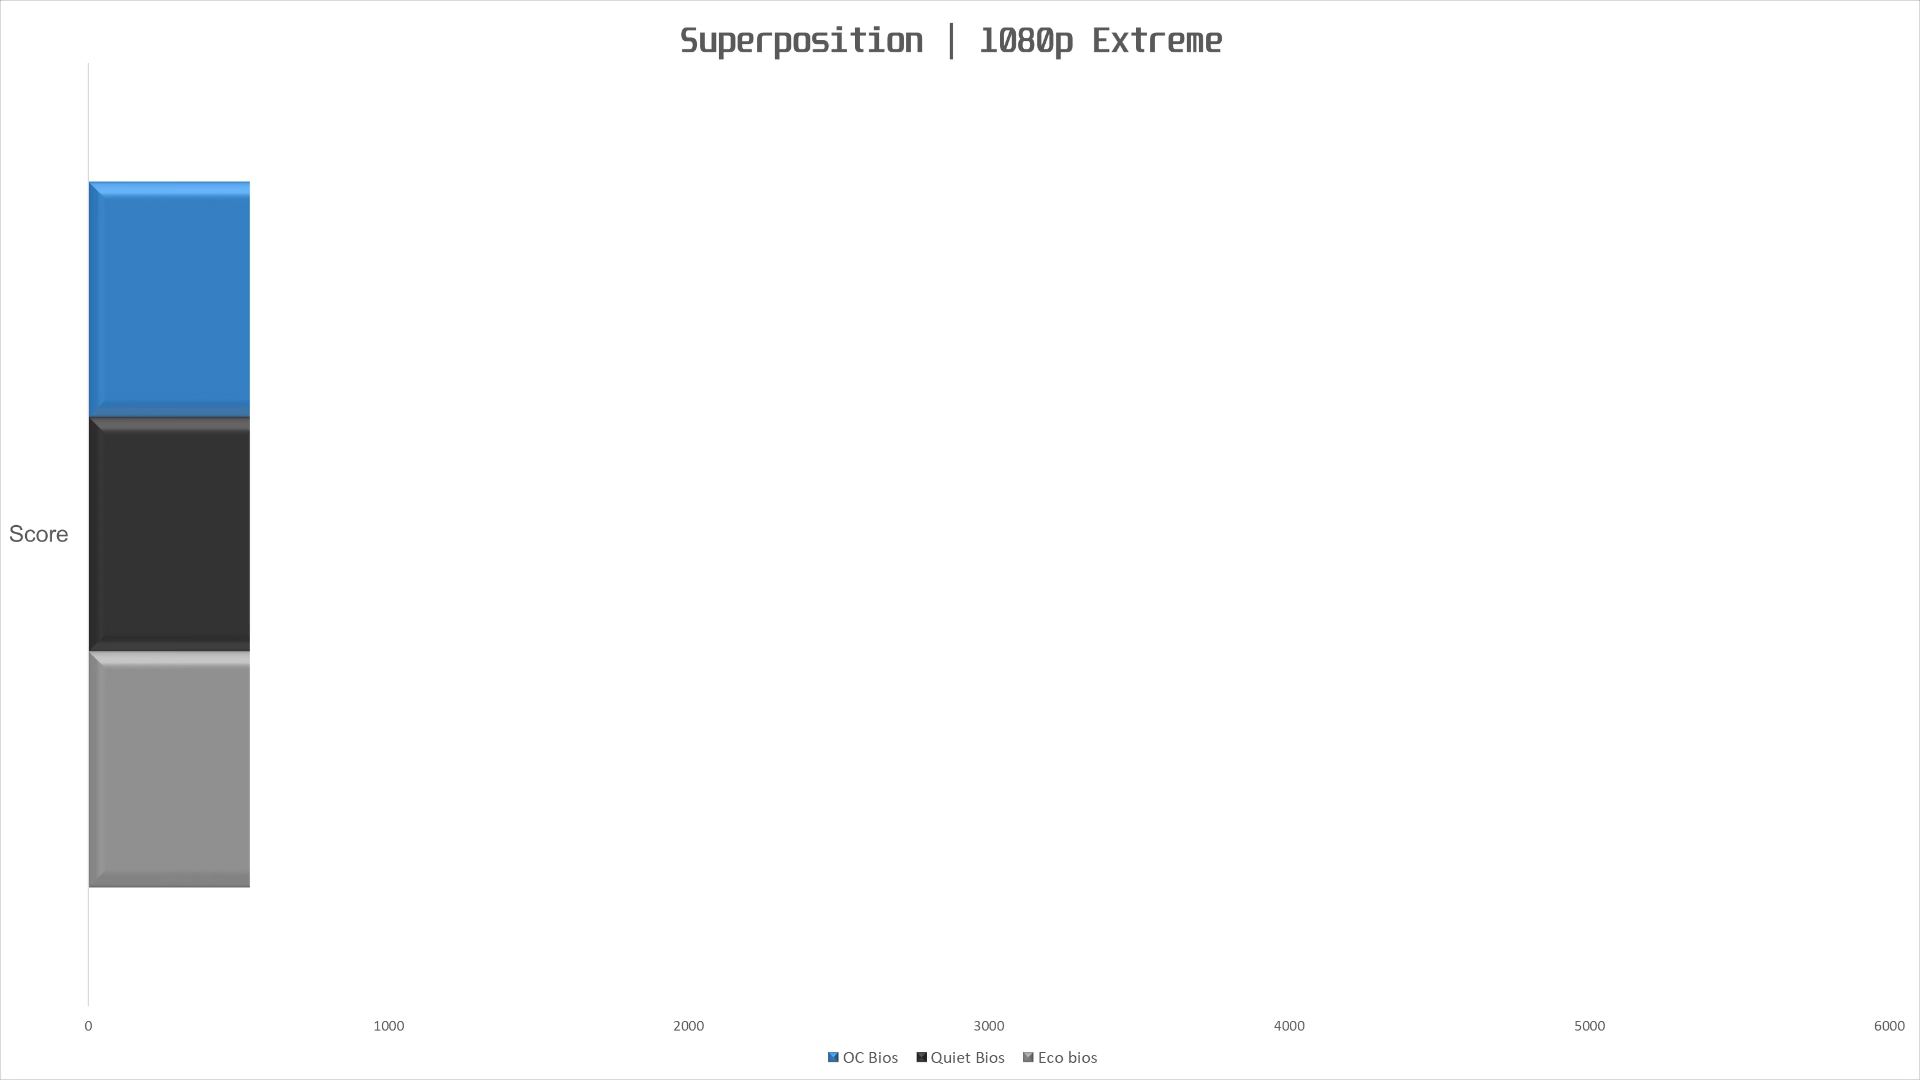 Superposition | 1080p Extreme
Score
0 1000 2000 3000 4000 5000 6000
OC Bios Quiet Bios Eco bios